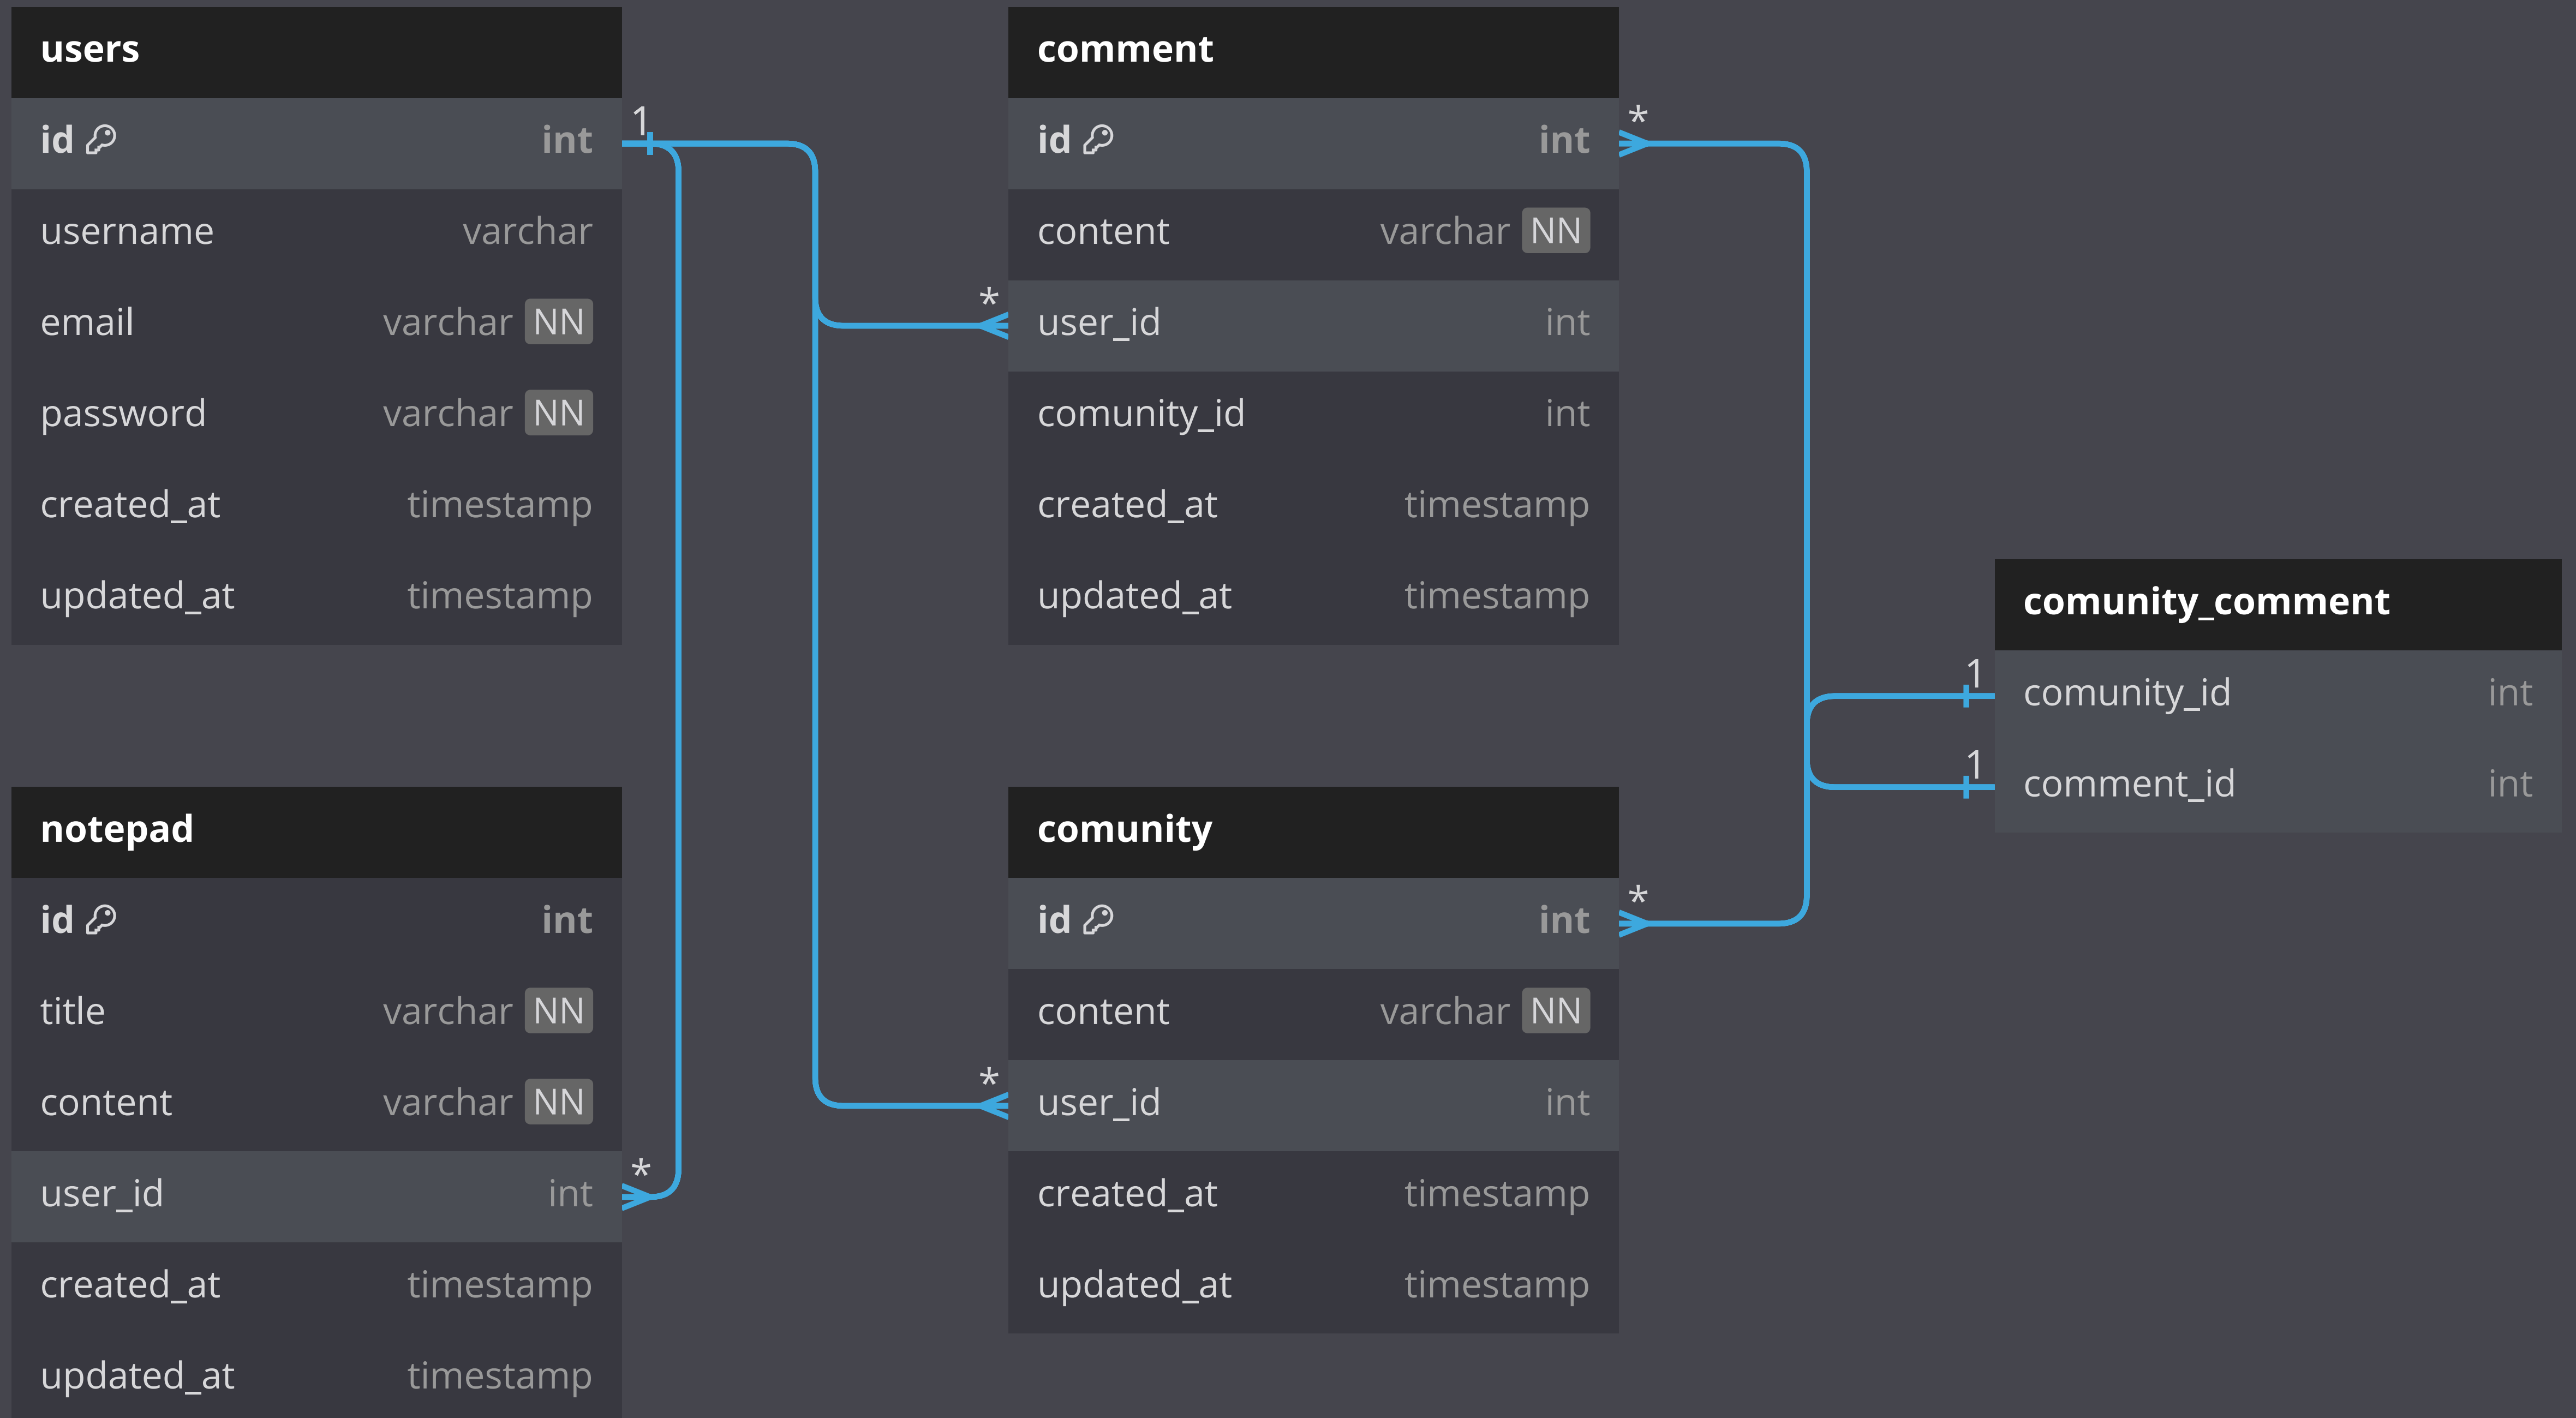 users
id int
username varchar
email varchar NN
password varchar NN
created_at timestamp
updated_at timestamp
1
comment
id int
content varchar NN
user_id int
comunity_id int
created_at timestamp
updated_at timestamp
*
*
comunity_comment
comunity_id int
comment_id int
1
1
notepad
id int
title varchar NN
content varchar NN
user_id int
created_at timestamp
updated_at timestamp
*
comunity
id int
content varchar NN
user_id int
created_at timestamp
updated_at timestamp
*
*